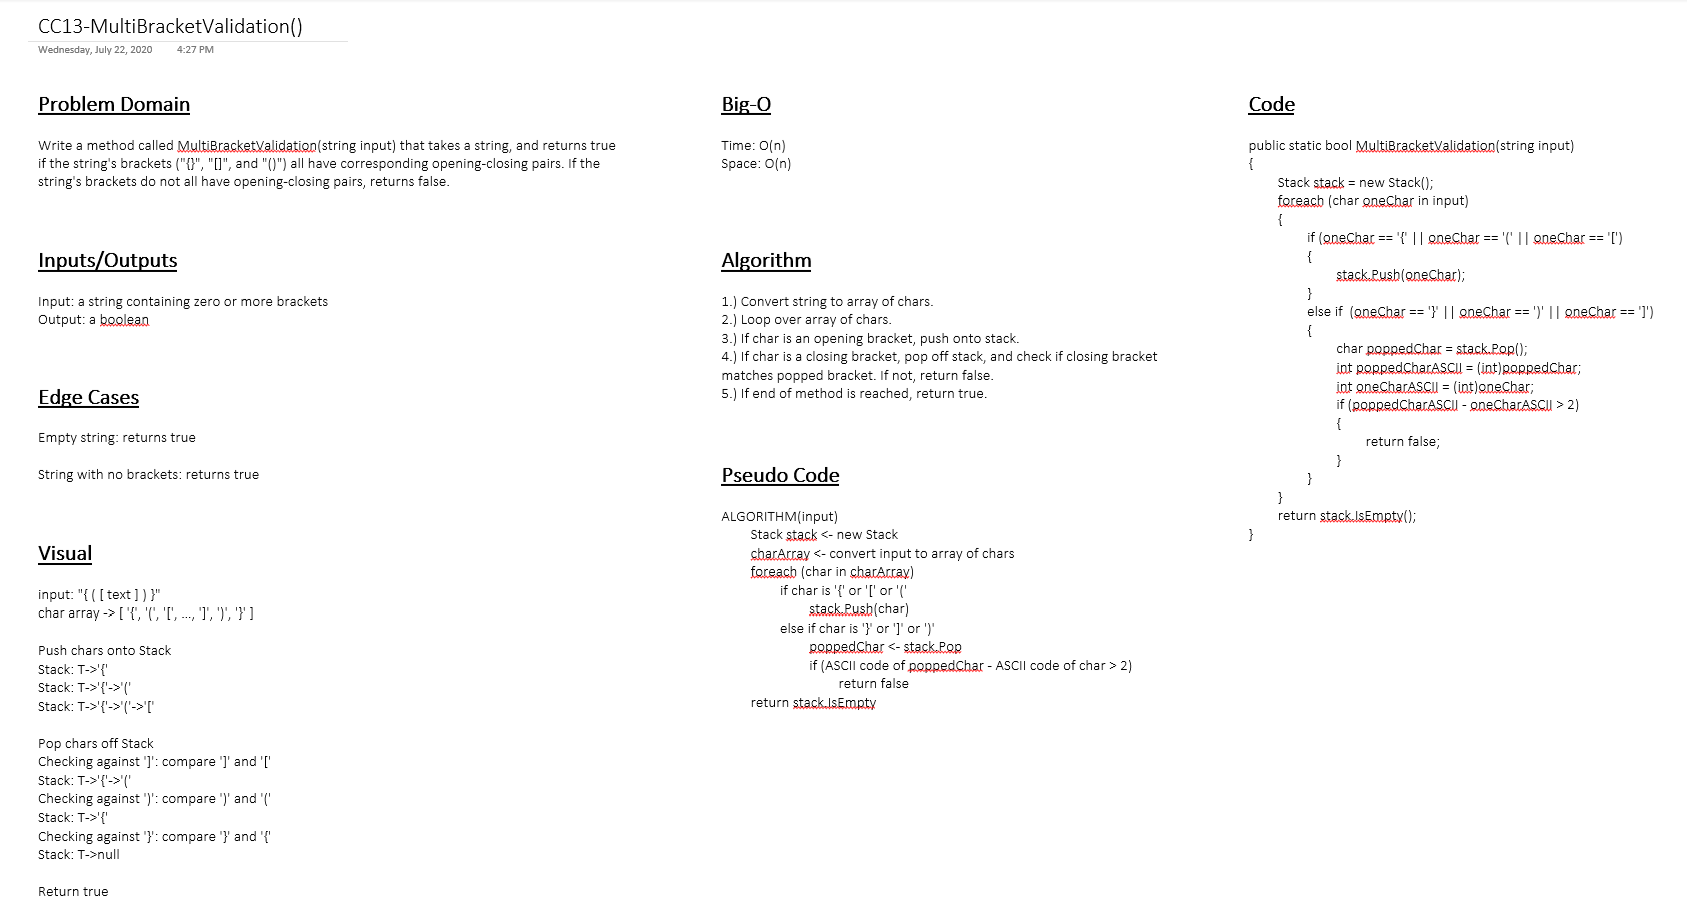 CC13-MultiBracketValidation()
Wednesday, July 22, 2020 4:27 PM
Problem Domain
Write a method called MultiBracketValidation(string input) that takes a string, and returns true
if the string's brackets ("{}", "[]", and "()") all have corresponding opening-closing pairs. If the
string's brackets do not all have opening-closing pairs, returns false.
Inputs/Outputs
Input: a string containing zero or more brackets
Output: a boolean
Edge Cases
Empty string: returns true
String with no brackets: returns true
Visual
input: "{ ( [ text ] ) }"
char array -> [ '{', '(', '[', ..., ']', ')', '}' ]
Push chars onto Stack
Stack: T->'{'
Stack: T->'{'->'('
Stack: T->'{'->'('->'['
Pop chars off Stack
Checking against ']': compare ']' and '['
Stack: T->'{'->'('
Checking against ')': compare ')' and '('
Stack: T->'{'
Checking against '}': compare '}' and '{'
Stack: T->null
Return true
Big-O
Time: O(n)
Space: O(n)
Algorithm
1.) Convert string to array of chars.
2.) Loop over array of chars.
3.) If char is an opening bracket, push onto stack.
4.) If char is a closing bracket, pop off stack, and check if closing bracket
matches popped bracket. If not, return false.
5.) If end of method is reached, return true.
Pseudo Code
ALGORITHM(input)
Stack stack <- new Stack
charArray <- convert input to array of chars
foreach (char in charArray)
if char is '{' or '[' or '('
stack.Push(char)
else if char is '}' or ']' or ')'
poppedChar <- stack.Pop
if (ASCII code of poppedChar - ASCII code of char > 2)
return false
return stack.IsEmpty
Code
public static bool MultiBracketValidation(string input)
{
Stack stack = new Stack();
foreach (char oneChar in input)
{
if (oneChar == '{' || oneChar == '(' || oneChar == '[')
{
stack.Push(oneChar);
}
else if  (oneChar == '}' || oneChar == ')' || oneChar == ']')
{
char poppedChar = stack.Pop();
int poppedCharASCII = (int)poppedChar;
int oneCharASCII = (int)oneChar;
if (poppedCharASCII - oneCharASCII > 2)
{
return false;
}
}
}
return stack.IsEmpty();
}